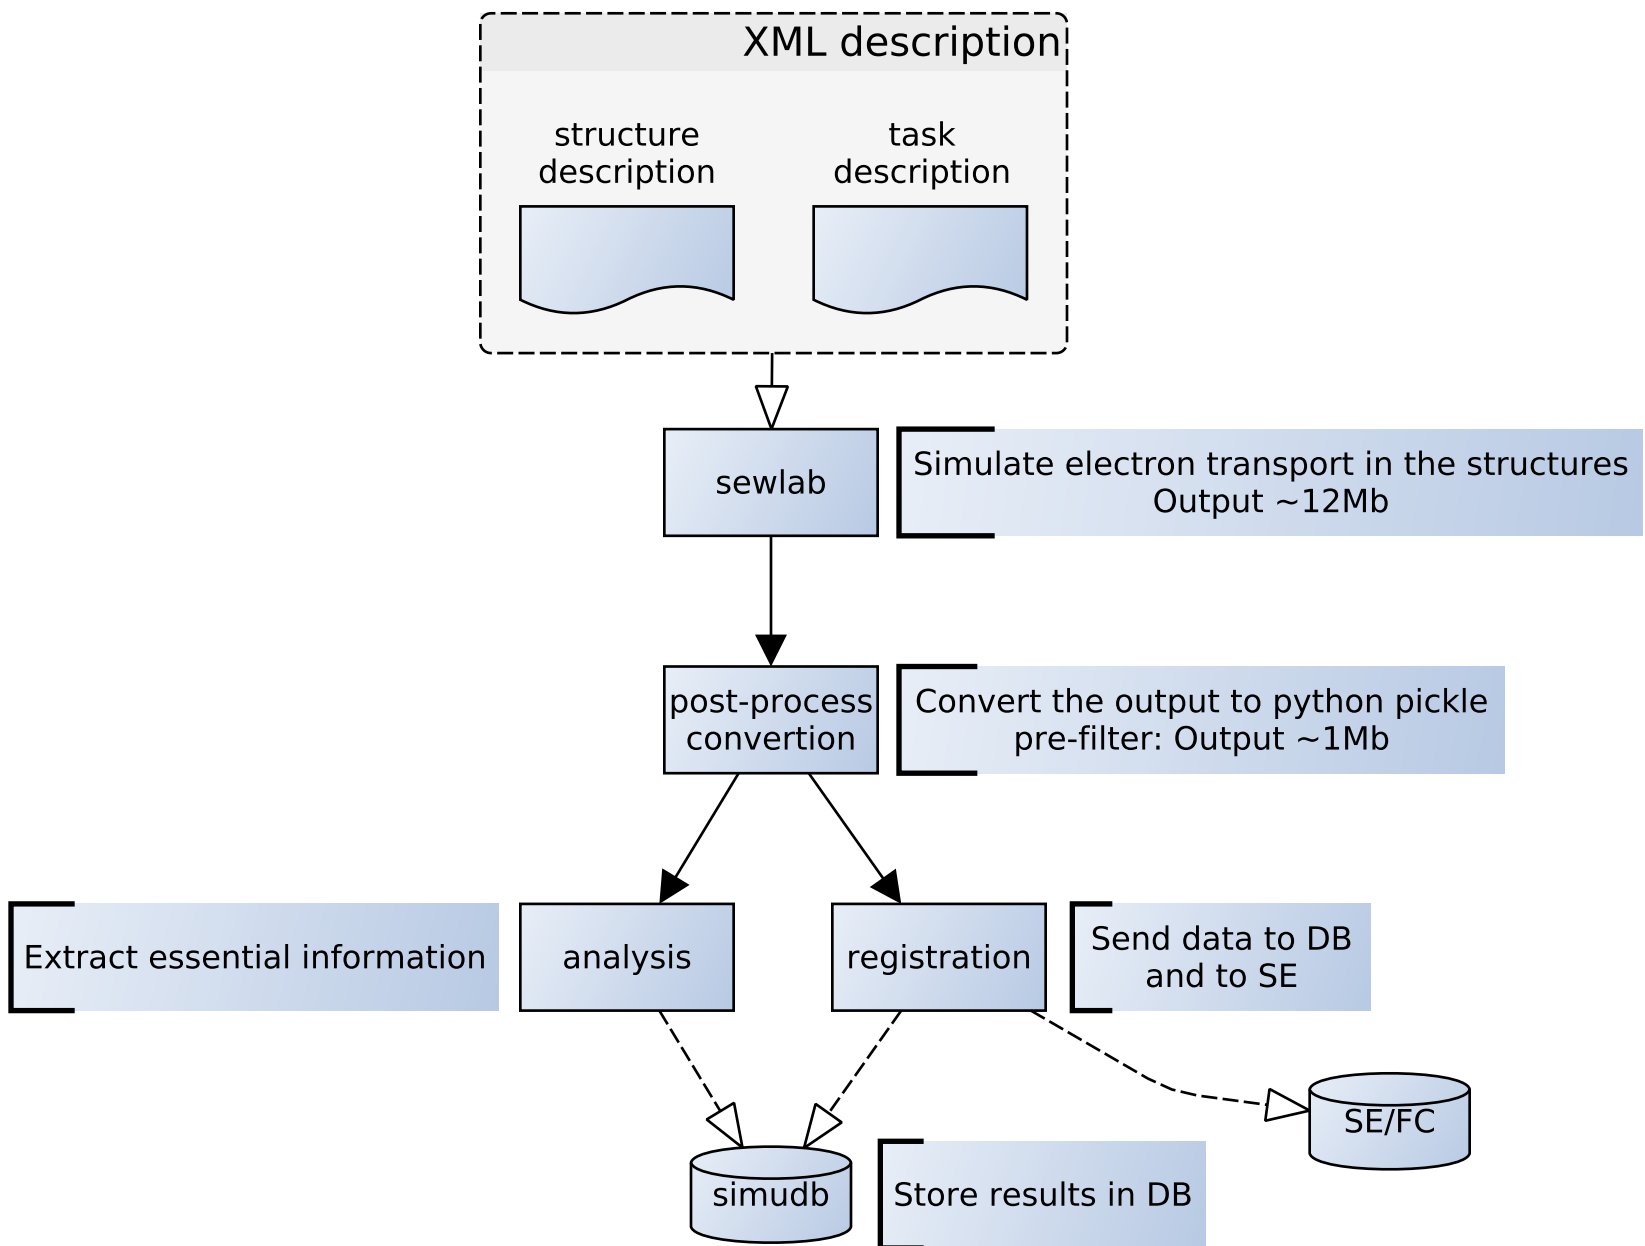 XML description
structure
description
task
description
sewlab
Simulate electron transport in the structures
Output ~12Mb
post-process
convertion
Convert the output to python pickle
pre-filter: Output ~1Mb
Extract essential information
analysis
registration
Send data to DB
and to SE
SE/FC
simudb
Store results in DB